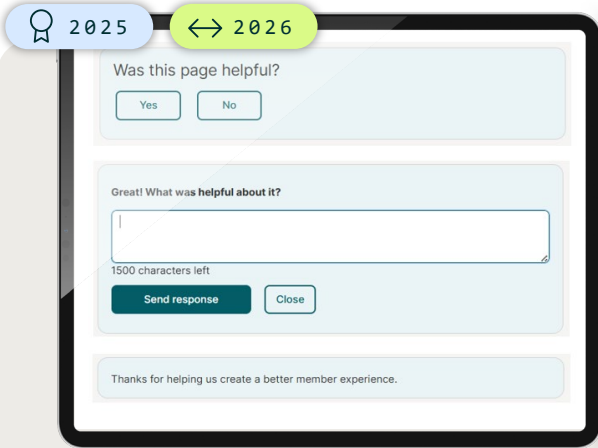 2025
2026
Was this page helpful?
Yes
No
Great! What was helpful about it?
1500 characters left
Send response
Close
Thanks for helping us create a better member experience.